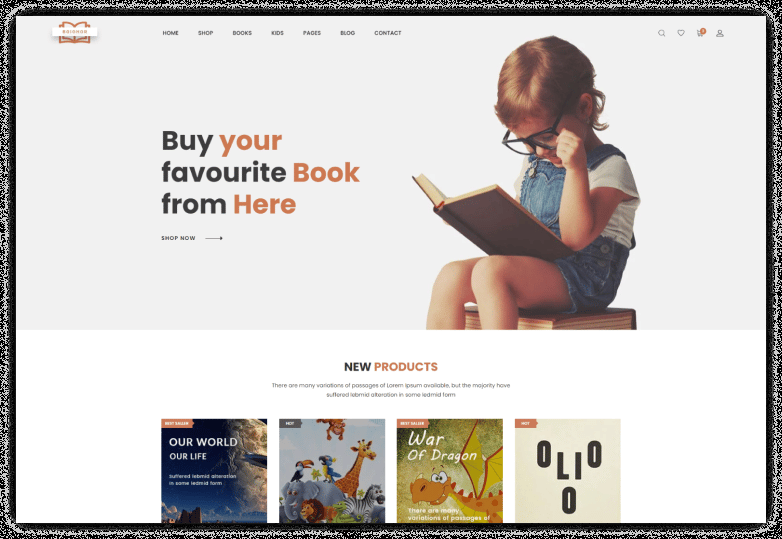 BOIGHOR
HOME
SHOP
BOOKS
KIDS
PAGES
BLOG
CONTACT
Buy your
favourite Book
from Here
SHOP NOW
NEW PRODUCTS
There are many variations of passages of Lorem Ipsum available, but the majority have
suffered lebmid alteration in some ledmid form
BEST SALLER
OUR WORLD
OUR LIFE
Suffered lebmid alteration
in some ledmid form
HOT
BEST SALLER
War
Of Dragon
There are many
variations of passages of
HOT
OLIO
O